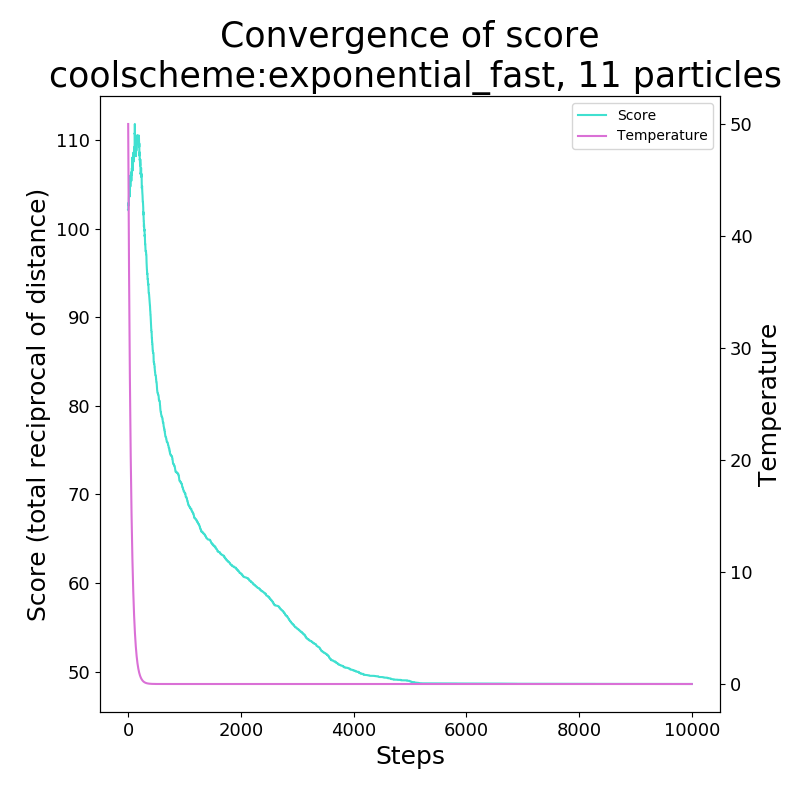 Convergence of score
coolscheme:exponential_fast, 11 particles
Score
Temperature
110
100
90
80
70
60
50
Score (total reciprocal of distance)
50
40
30
20
10
0
Temperature
0
2000
4000
6000
8000
10000
Steps